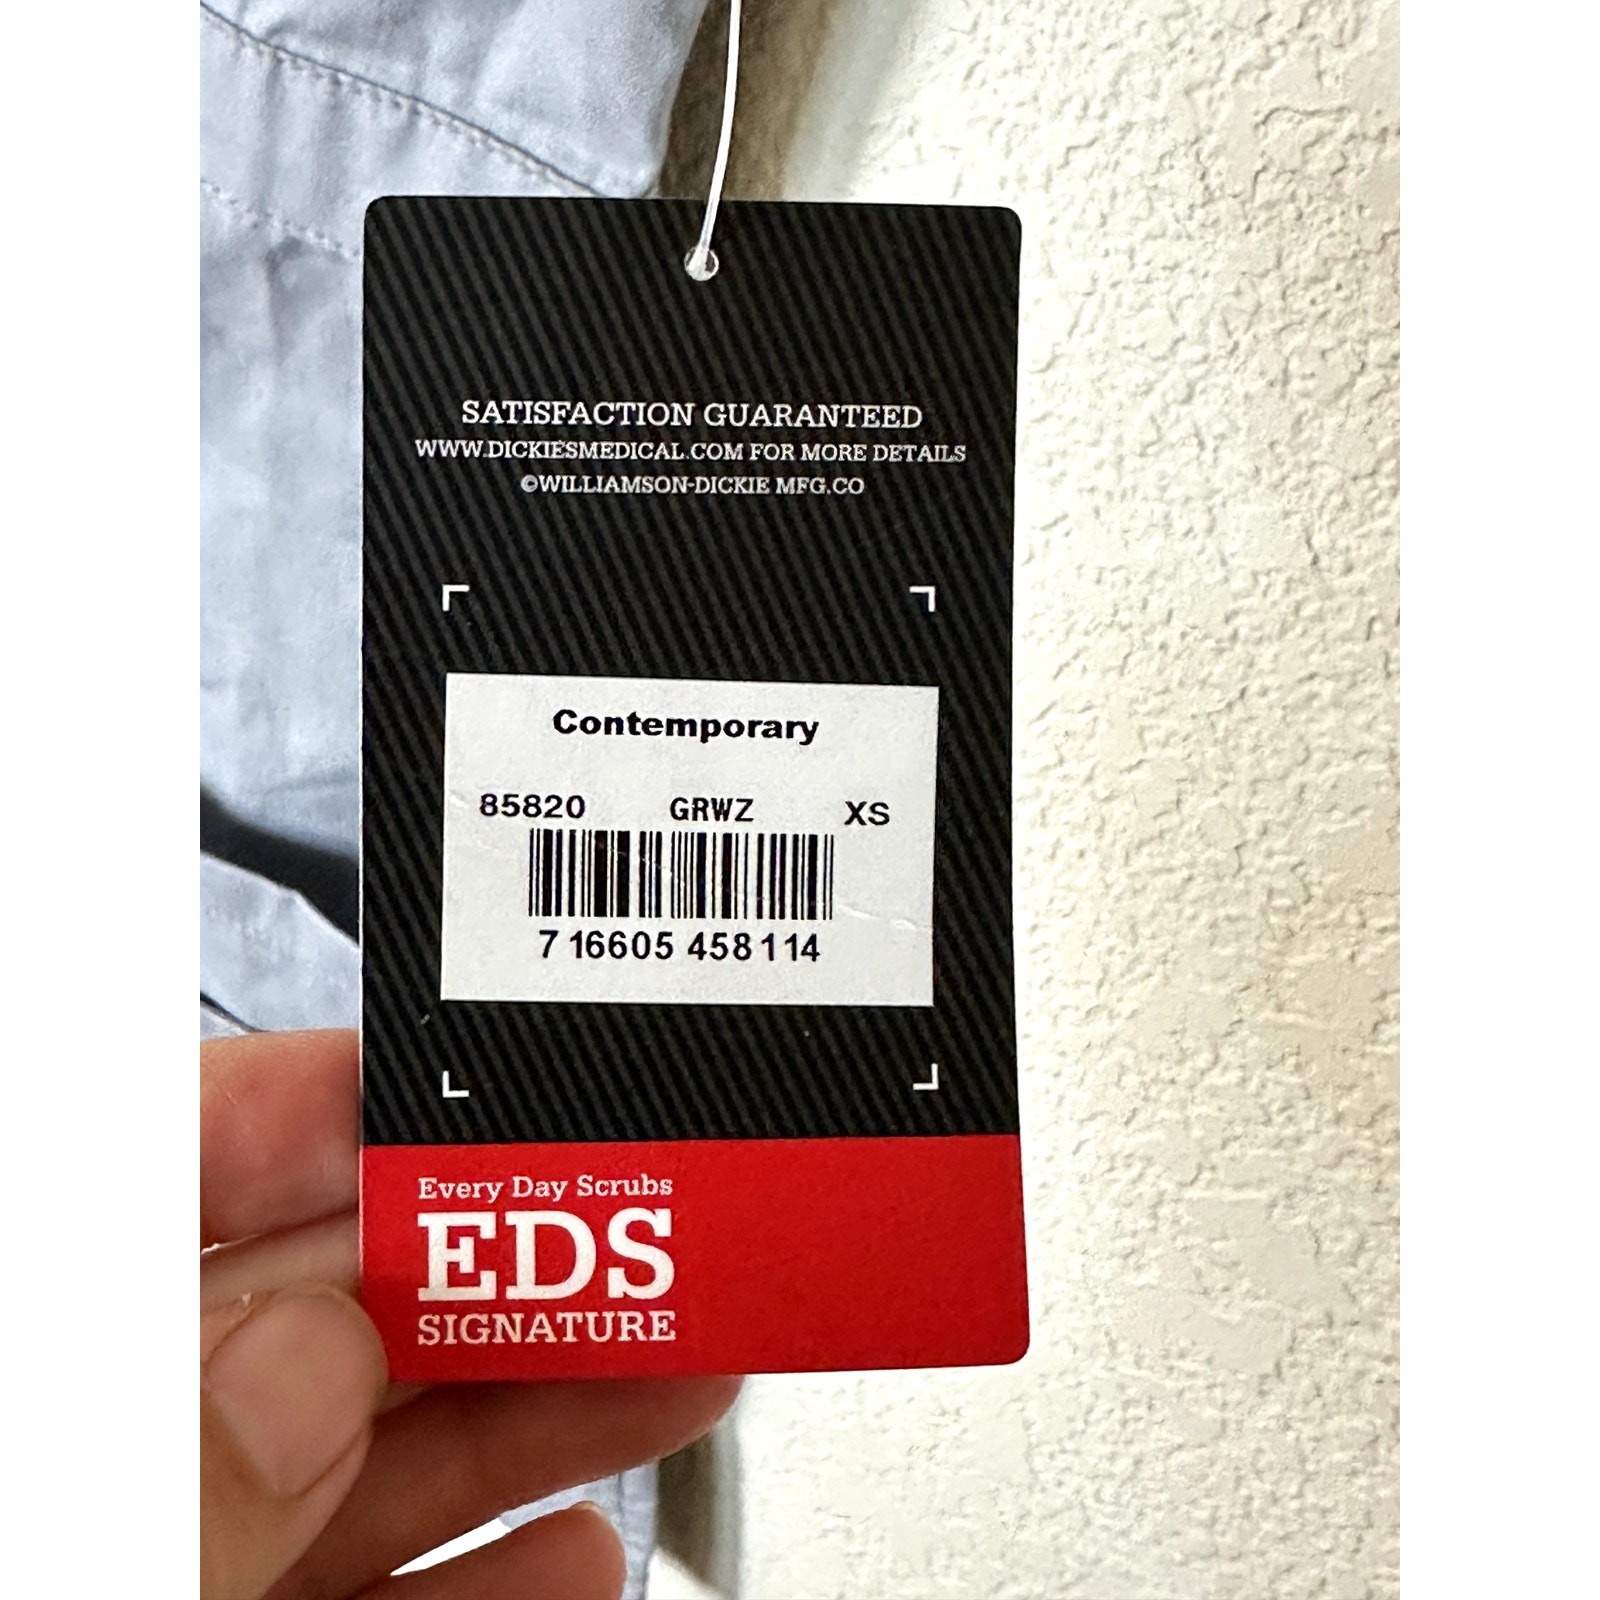 SATISFACTION GUARANTEED
WWW.DICKIESMEDICAL.COM FOR MORE DETAILS
©WILLIAMSON-DICKIE MFG.CO
Contemporary
85820 GRWZ XS
7 16605 458114
Every Day Scrubs
EDS
SIGNATURE